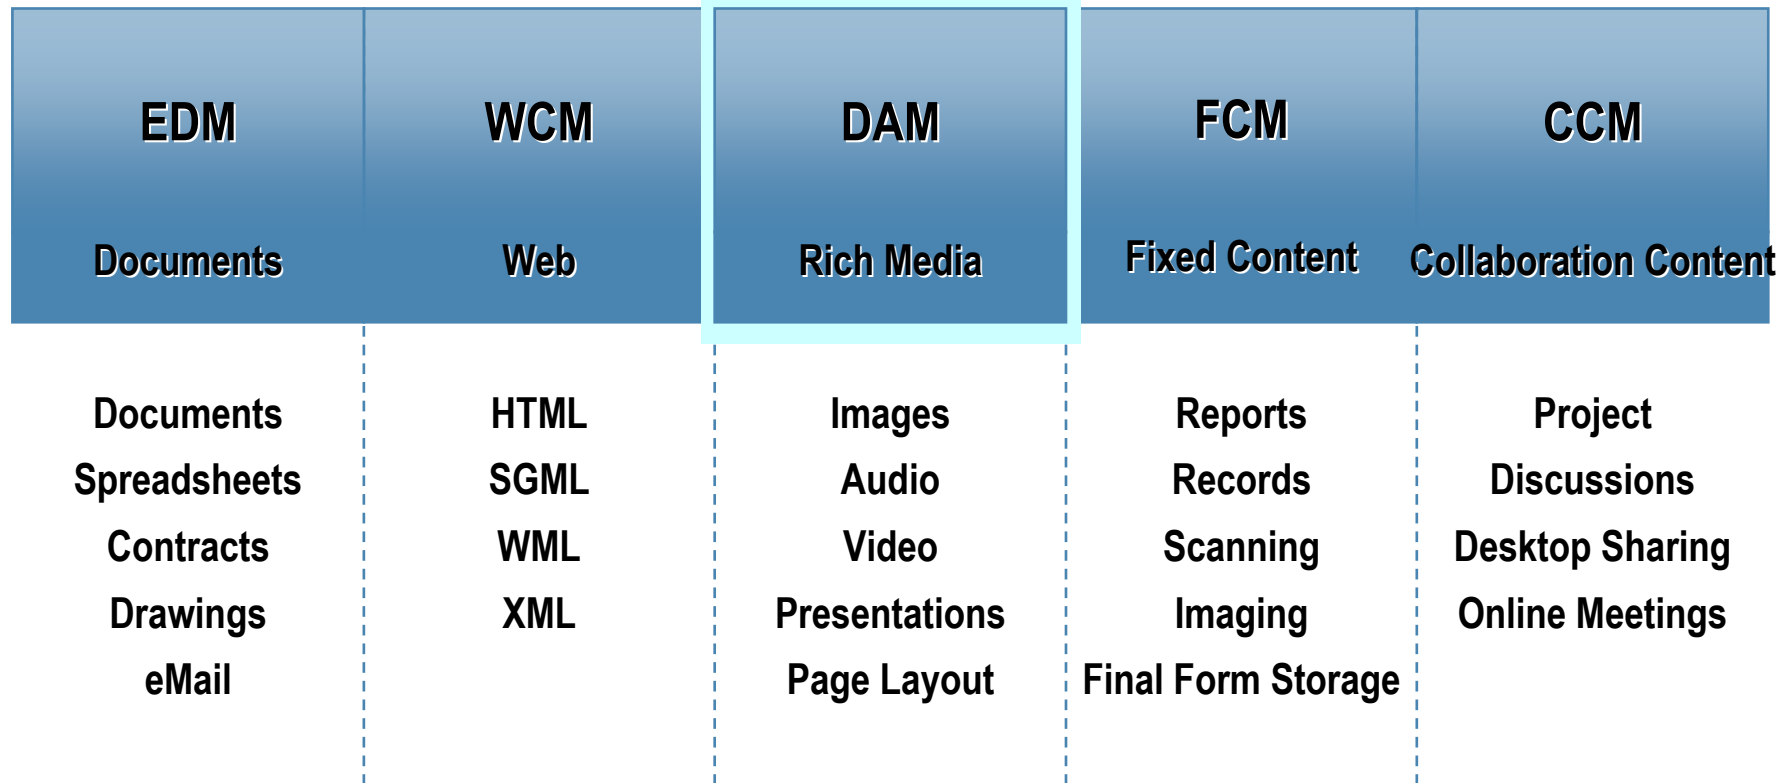 EDM
WCM
DAM
FCM
CCM
Documents
Web
Rich Media
Fixed Content
Collaboration Content
Documents
Spreadsheets
Contracts
Drawings
eMail
HTML
SGML
WML
XML
Images
Audio
Video
Presentations
Page Layout
Reports
Records
Scanning
Imaging
Final Form Storage
Project
Discussions
Desktop Sharing
Online Meetings